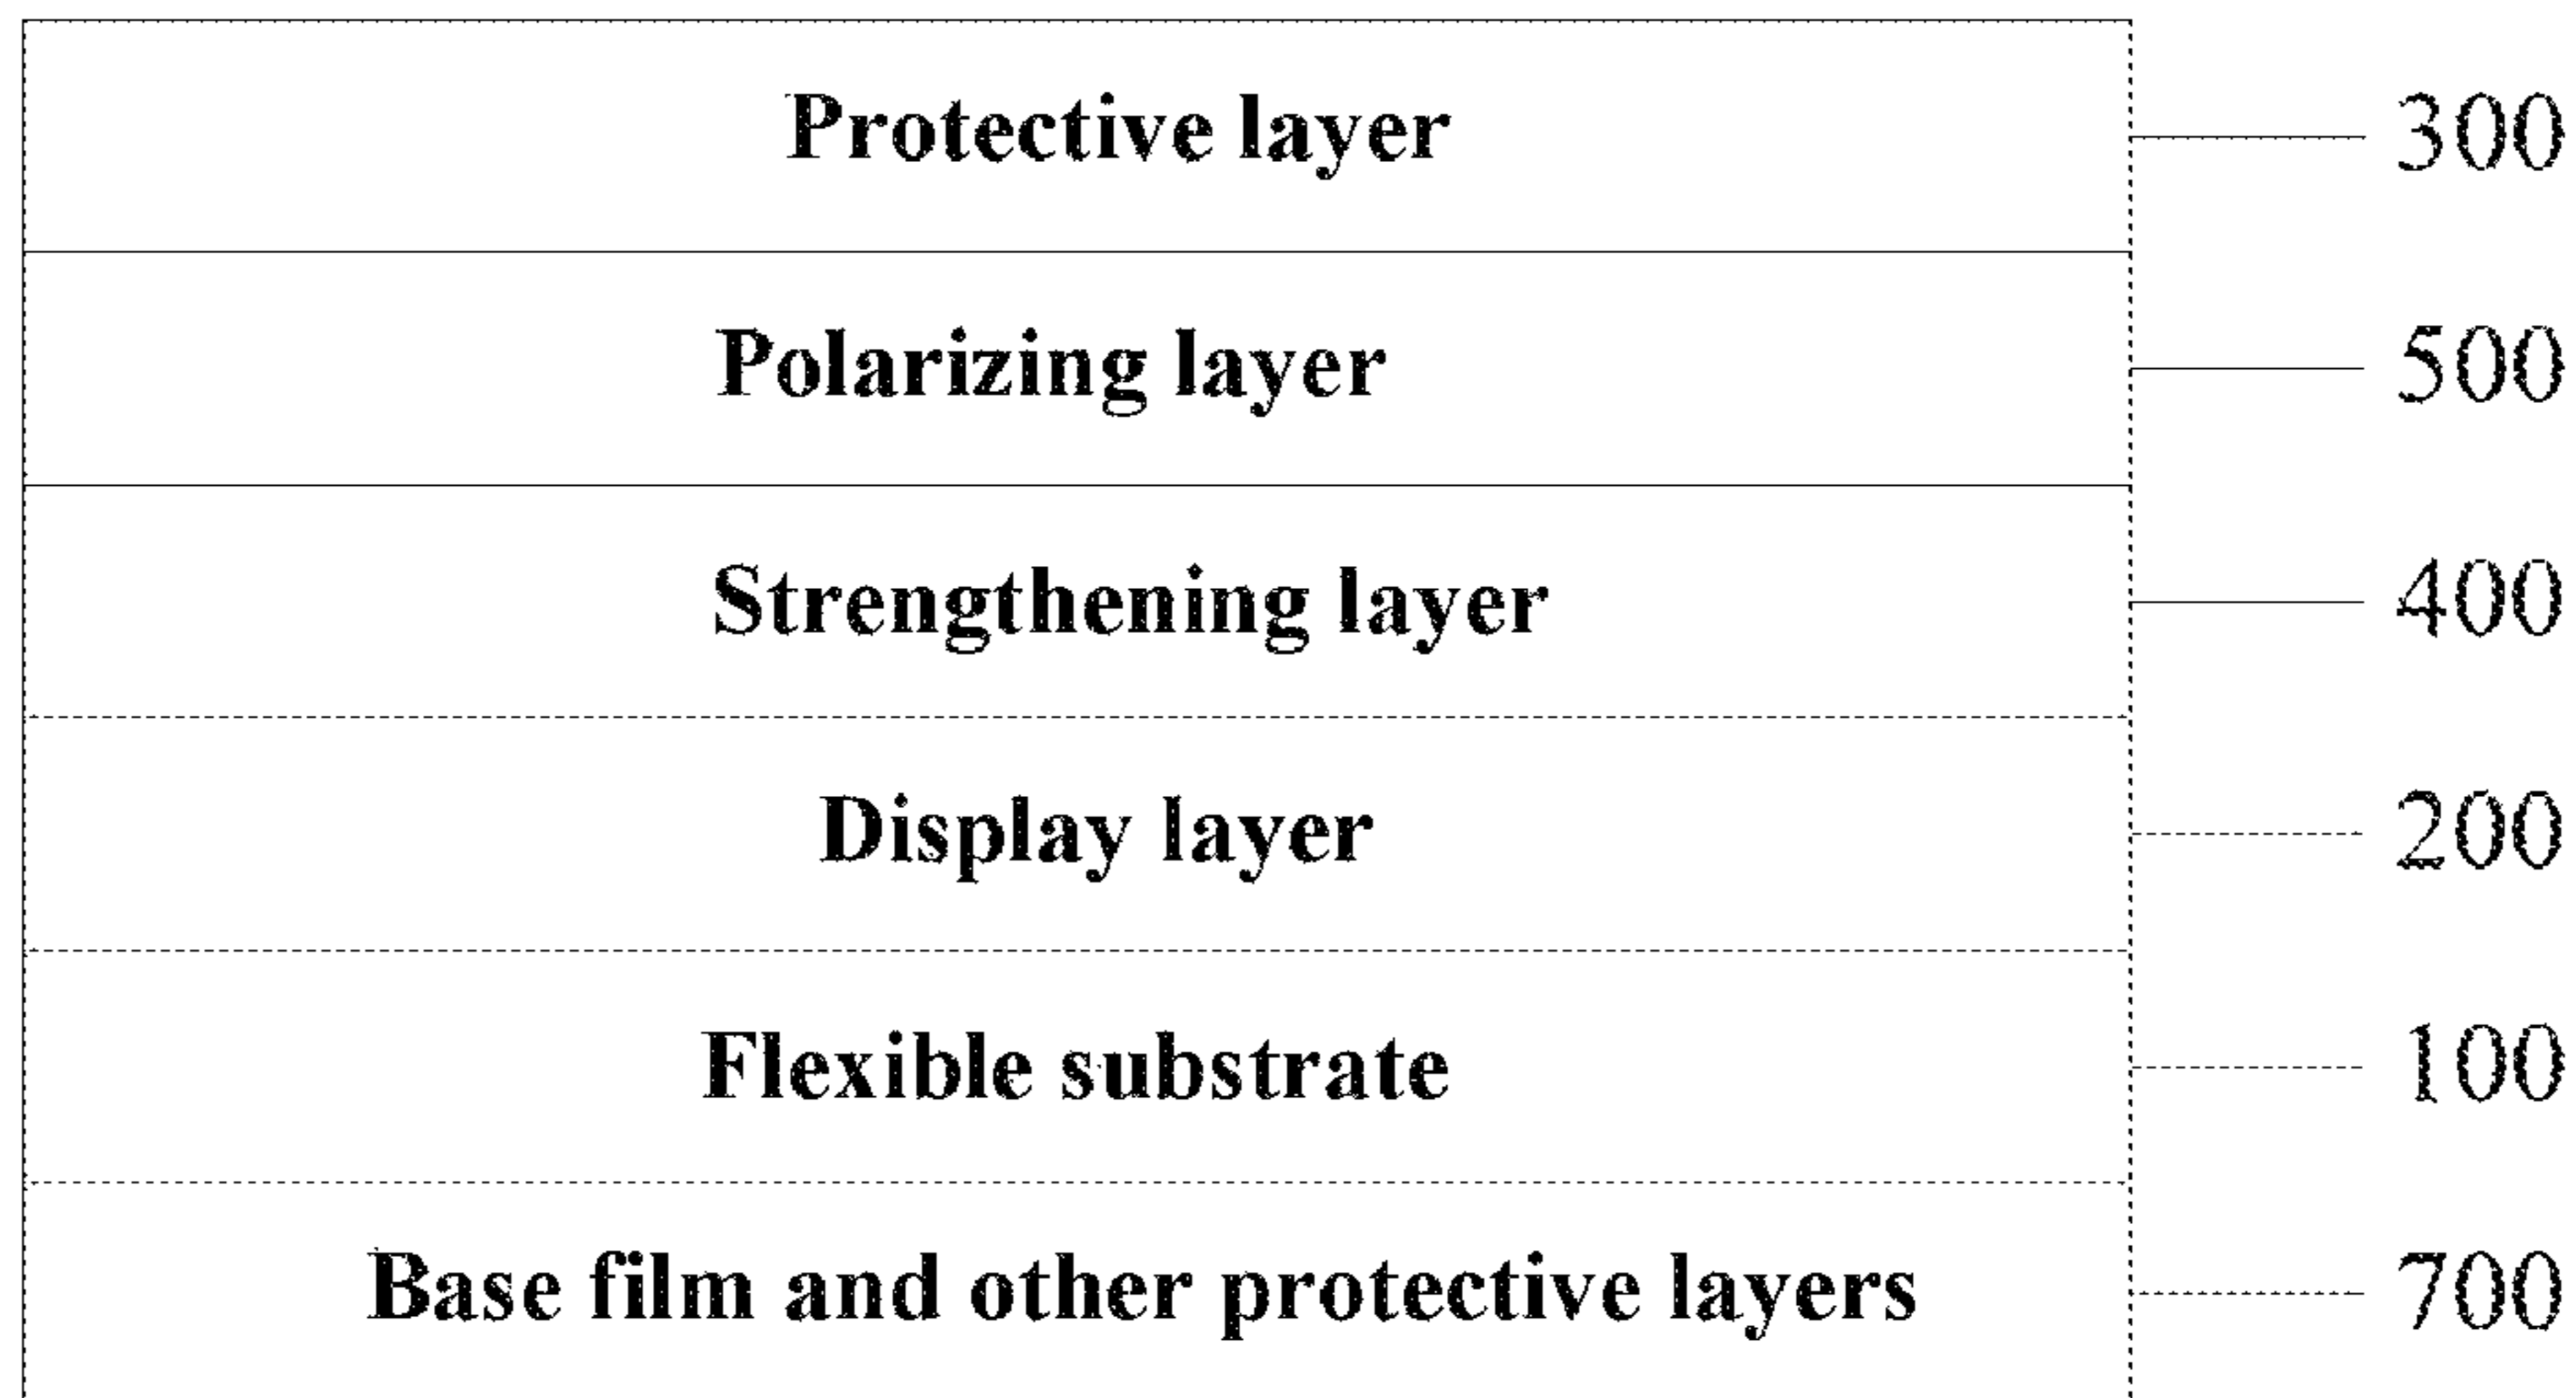 Protective layer 300
Polarizing layer 500
Strengthening layer 400
Display layer 200
Flexible substrate 100
Base film and other protective layers 700